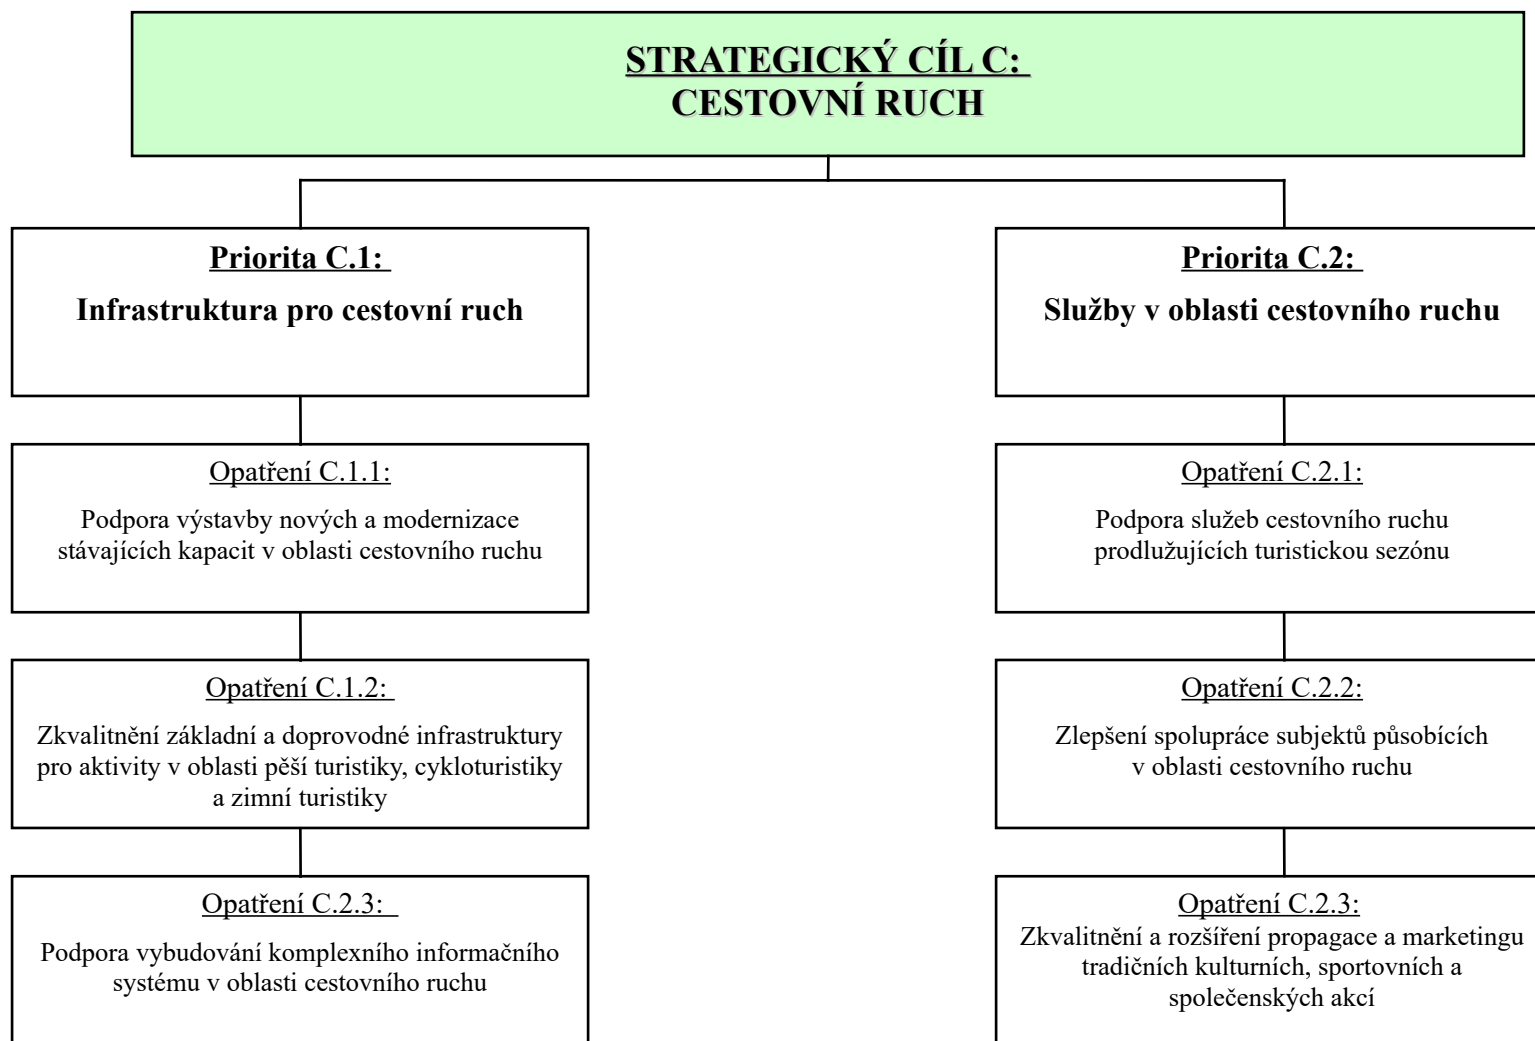 STRATEGICKÝ CÍL C:
CESTOVNÍ RUCH
Priorita C.1:
Infrastruktura pro cestovní ruch
Opatření C.1.1:
Podpora výstavby nových a modernizace
stávajících kapacit v oblasti cestovního ruchu
Opatření C.1.2:
Zkvalitnění základní a doprovodné infrastruktury
pro aktivity v oblasti pěší turistiky, cykloturistiky
a zimní turistiky
Opatření C.2.3:
Podpora vybudování komplexního informačního
systému v oblasti cestovního ruchu
Priorita C.2:
Služby v oblasti cestovního ruchu
Opatření C.2.1:
Podpora služeb cestovního ruchu
prodlužujících turistickou sezónu
Opatření C.2.2:
Zlepšení spolupráce subjektů působících
v oblasti cestovního ruchu
Opatření C.2.3:
Zkvalitnění a rozšíření propagace a marketingu
tradičních kulturních, sportovních a
společenských akcí